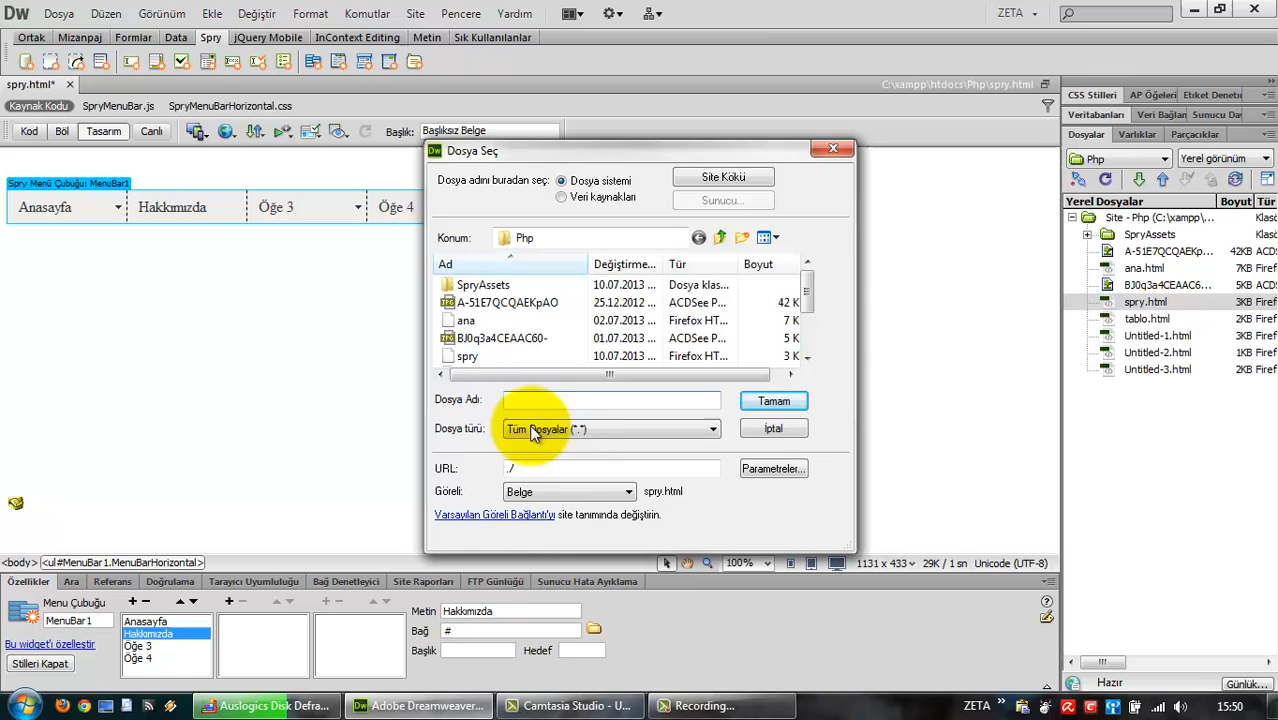 Dw Dosya Düzen Görünüm Ekle Değiştir Format Komutlar Site Pencere Yardım ZETA
Ortak Mizanpaj Formlar Data Spry jQuery Mobile InContext Editing Metin Sık Kullanılanlar
spry.html* C:\xampp\htdocs\Php\spry.html
Kaynak Kodu SpryMenuBar.js SpryMenuBarHorizontal.css
Kod Böl Tasarım Canlı Başlık: Başlıksız Belge
Spry Menü Çubuğu: MenuBar1
Anasayfa Hakkımızda Öğe 3 Öğe 4
Dw Dosya Seç
Dosya adını buradan seç: Dosya sistemi Site Kökü
Veri kaynakları Sunucu...
Konum: Php
Ad Değiştirme... Tür Boyut
SpryAssets 10.07.2013 ... Dosya klas...
A-51E7QCQAEKpAO 25.12.2012 ... ACDSee P... 42 K
ana 02.07.2013 ... Firefox HT... 7 K
BJ0q3a4CEAAC60- 01.07.2013 ... ACDSee P... 5 K
spry 10.07.2013 ... Firefox HT... 3 K
Dosya Adı: Tamam
Dosya türü: Tüm Dosyalar (*.*) İptal
URL: ./ Parametreler...
Göreli: Belge spry.html
Varsayılan Göreli Bağlantı'yı site tanımında değiştirin.
CSS Stilleri AP Öğeleri Etiket Denetim
Veritabanları Veri Bağlan Sunucu Da
Dosyalar Varlıklar Parçacıklar
Php Yerel görünüm
Yerel Dosyalar Boyut Tür
Site - Php (C:\xampp\... Klasö
SpryAssets Klasö
A-51E7QCQAEKp... 42KB Boyut
ana.html 7KB Firef
BJ0q3a4CEAAC6... 5KB
spry.html 3KB Firef
tablo.html 1KB Firef
Untitled-1.html 3KB Firef
Untitled-2.html 1KB Firef
Untitled-3.html 2KB Firef
<body> <ul#MenuBar1.MenuBarHorizontal> 100% 1131 x 433 29K / 1 sn Unicode (UTF-8)
Özellikler Ara Referans Doğrulama Tarayıcı Uyumluluğu Bağ Denetleyici Site Raporları FTP Günlüğü Sunucu Hata Ayıklama
Menu Çubuğu
MenuBar1
Bu widget'ı özelleştir
Stilleri Kapat
Anasayfa
Hakkımızda
Öğe 3
Öğe 4
Metin Hakkımızda
Bağ #
Başlık Hedef
Hazır Günlük...
Auslogics Disk Defra... Adobe Dreamweaver... Camtasia Studio - U... Recording... ZETA 15:50